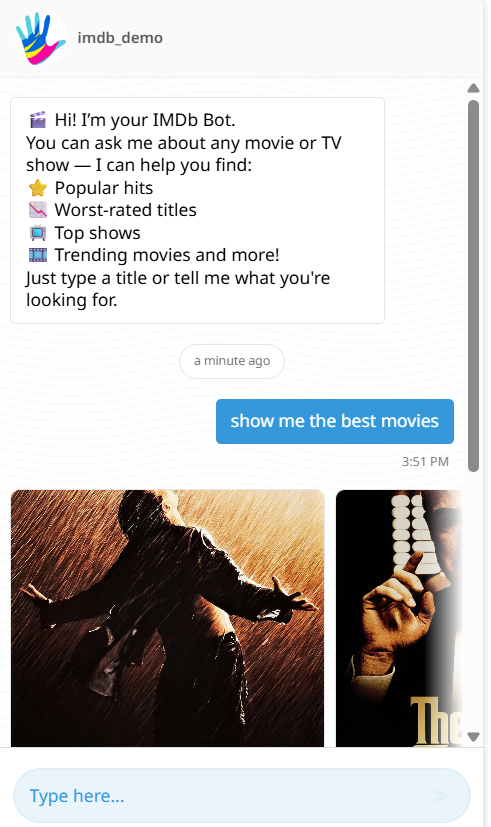 imdb_demo
Hi! I’m your IMDb Bot.
You can ask me about any movie or TV
show — I can help you find:
Popular hits
Worst-rated titles
Top shows
Trending movies and more!
Just type a title or tell me what you're
looking for.
a minute ago
show me the best movies
3:51 PM
The
Type here...